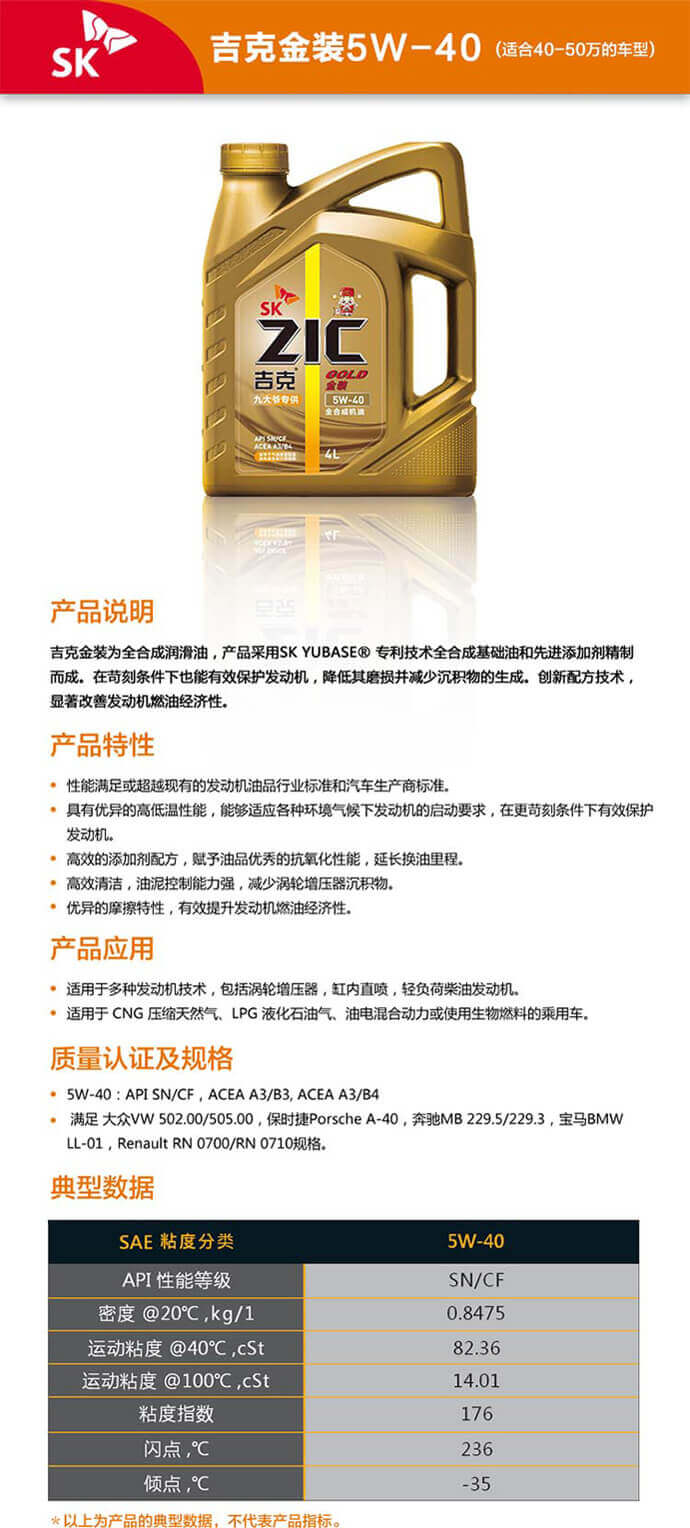 SK
吉克金装5W-40(适合40-50万的车型)
SK
ZIC
吉克
GOLD
金装
九大爷专供
5W-40
全合成机油
API SN/CF
ACEA A3/B4
4L
产品说明
吉克金装为全合成润滑油，产品采用SK YUBASE® 专利技术全合成基础油和先进添加剂精制
而成。在苛刻条件下也能有效保护发动机，降低其磨损并减少沉积物的生成。创新配方技术，
显著改善发动机燃油经济性。
产品特性
• 性能满足或超越现有的发动机油品行业标准和汽车生产商标准。
• 具有优异的高低温性能，能够适应各种环境气候下发动机的启动要求，在更苛刻条件下有效保护
发动机。
• 高效的添加剂配方，赋予油品优秀的抗氧化性能，延长换油里程。
• 高效清洁，油泥控制能力强，减少涡轮增压器沉积物。
• 优异的摩擦特性，有效提升发动机燃油经济性。
产品应用
• 适用于多种发动机技术，包括涡轮增压器，缸内直喷，轻负荷柴油发动机。
• 适用于 CNG 压缩天然气、LPG 液化石油气、油电混合动力或使用生物燃料的乘用车。
质量认证及规格
• 5W-40：API SN/CF，ACEA A3/B3, ACEA A3/B4
• 满足 大众VW 502.00/505.00，保时捷Porsche A-40，奔驰MB 229.5/229.3，宝马BMW
LL-01，Renault RN 0700/RN 0710规格。
典型数据
SAE 粘度分类 5W-40
API 性能等级 SN/CF
密度 @20℃ ,kg/1 0.8475
运动粘度 @40℃ ,cSt 82.36
运动粘度 @100℃ ,cSt 14.01
粘度指数 176
闪点 ,℃ 236
倾点 ,℃ -35
*以上为产品的典型数据，不代表产品指标。